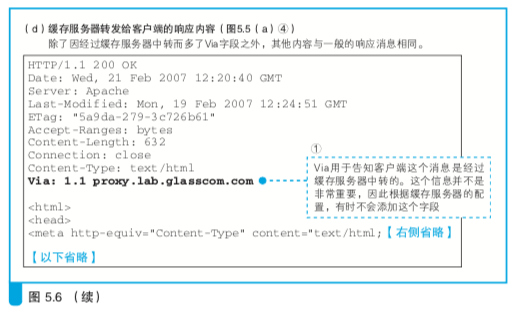 (d)缓存服务器转发给客户端的响应内容(图5.5(a)④)
除了因经过缓存服务器中转而多了Via字段之外，其他内容与一般的响应消息相同。
HTTP/1.1 200 OK
Date: Wed, 21 Feb 2007 12:20:40 GMT
Server: Apache
Last-Modified: Mon, 19 Feb 2007 12:24:51 GMT
ETag: "5a9da-279-3c726b61"
Accept-Ranges: bytes
Content-Length: 632
Connection: close
Content-Type: text/html
Via: 1.1 proxy.lab.glasscom.com
①
Via用于告知客户端这个消息是经过
缓存服务器中转的。这个信息并不是
非常重要，因此根据缓存服务器的配
置，有时不会添加这个字段
<html>
<head>
<meta http-equiv="Content-Type" content="text/html;【右侧省略】
【以下省略】
图 5.6 （续）